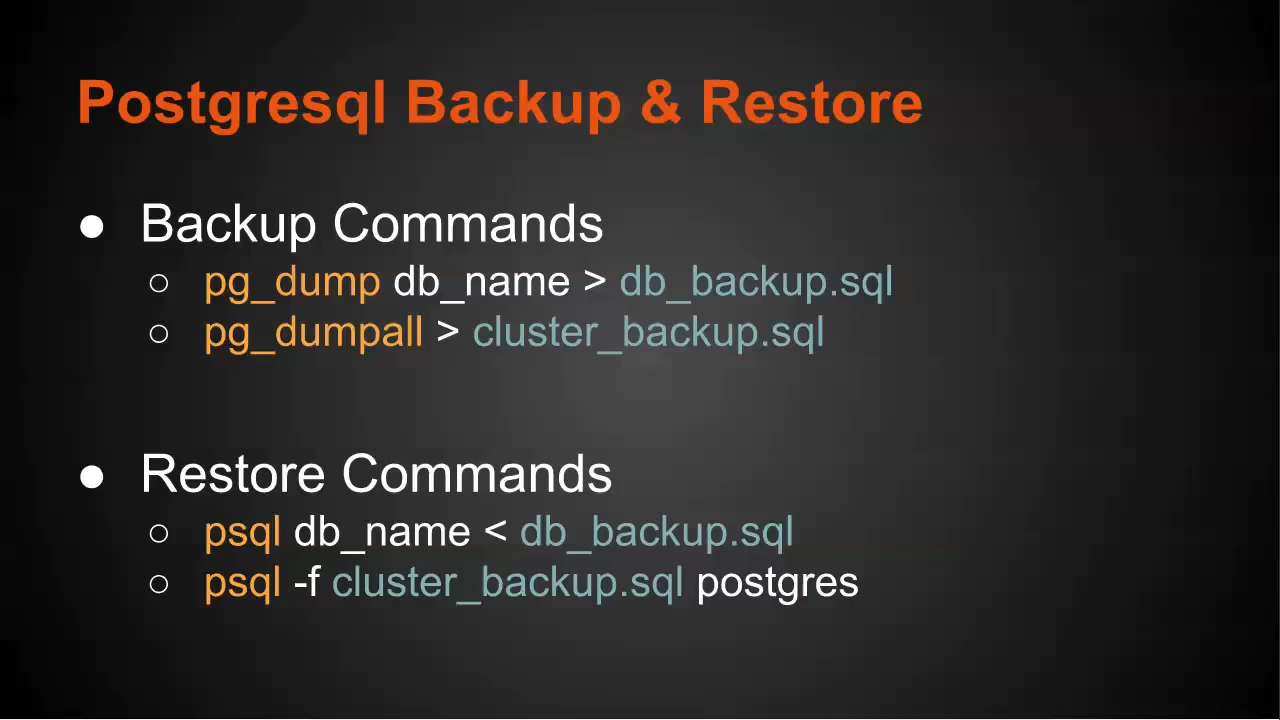 Postgresql Backup & Restore
● Backup Commands
○ pg_dump db_name > db_backup.sql
○ pg_dumpall > cluster_backup.sql
● Restore Commands
○ psql db_name < db_backup.sql
○ psql -f cluster_backup.sql postgres